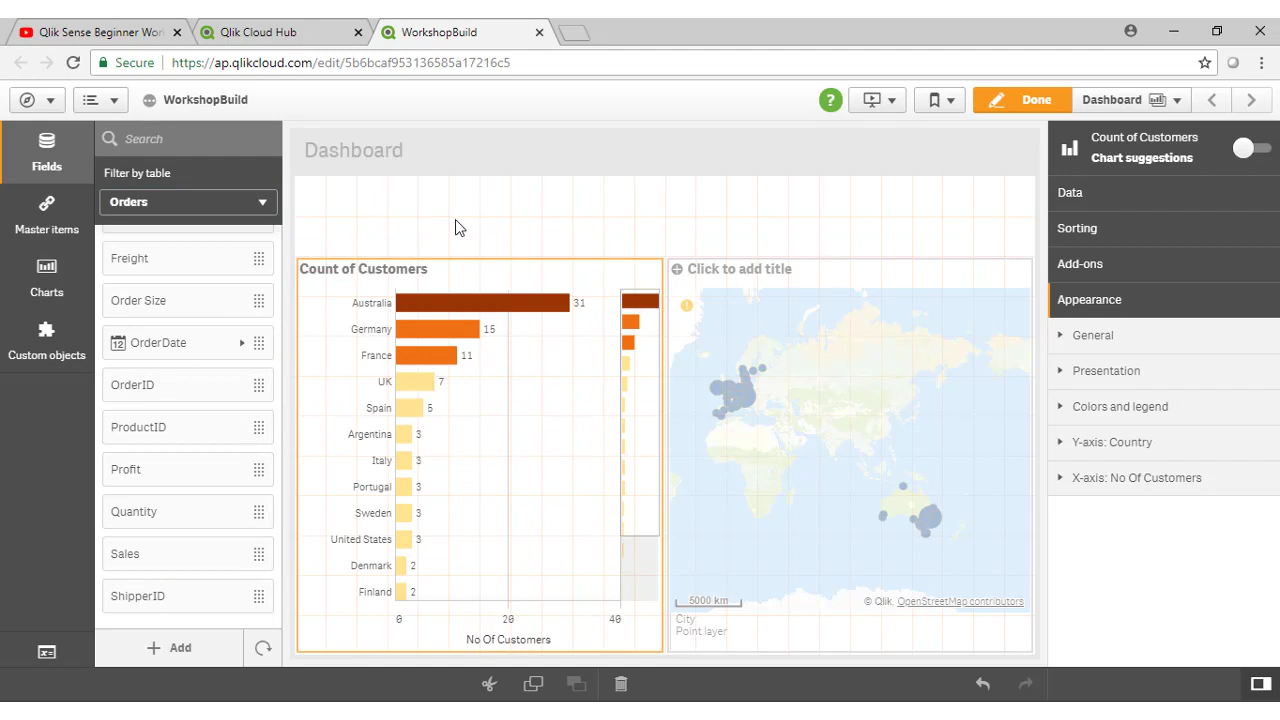 Qlik Sense Beginner Wor
Qlik Cloud Hub
WorkshopBuild
Secure
https://ap.qlikcloud.com/edit/5b6bcaf953136585a17216c5
WorkshopBuild
?
Done
Dashboard
Fields
Master items
Charts
Custom objects
Search
Filter by table
Orders
Freight
Order Size
12 OrderDate
OrderID
ProductID
Profit
Quantity
Sales
ShipperID
Add
Dashboard
Count of Customers
Australia 31
Germany 15
France 11
UK 7
Spain 5
Argentina 3
Italy 3
Portugal 3
Sweden 3
United States 3
Denmark 2
Finland 2
0 20 40
No Of Customers
Click to add title
5000 km
© Qlik, OpenStreetMap contributors
City
Point layer
Count of Customers
Chart suggestions
Data
Sorting
Add-ons
Appearance
General
Presentation
Colors and legend
Y-axis: Country
X-axis: No Of Customers